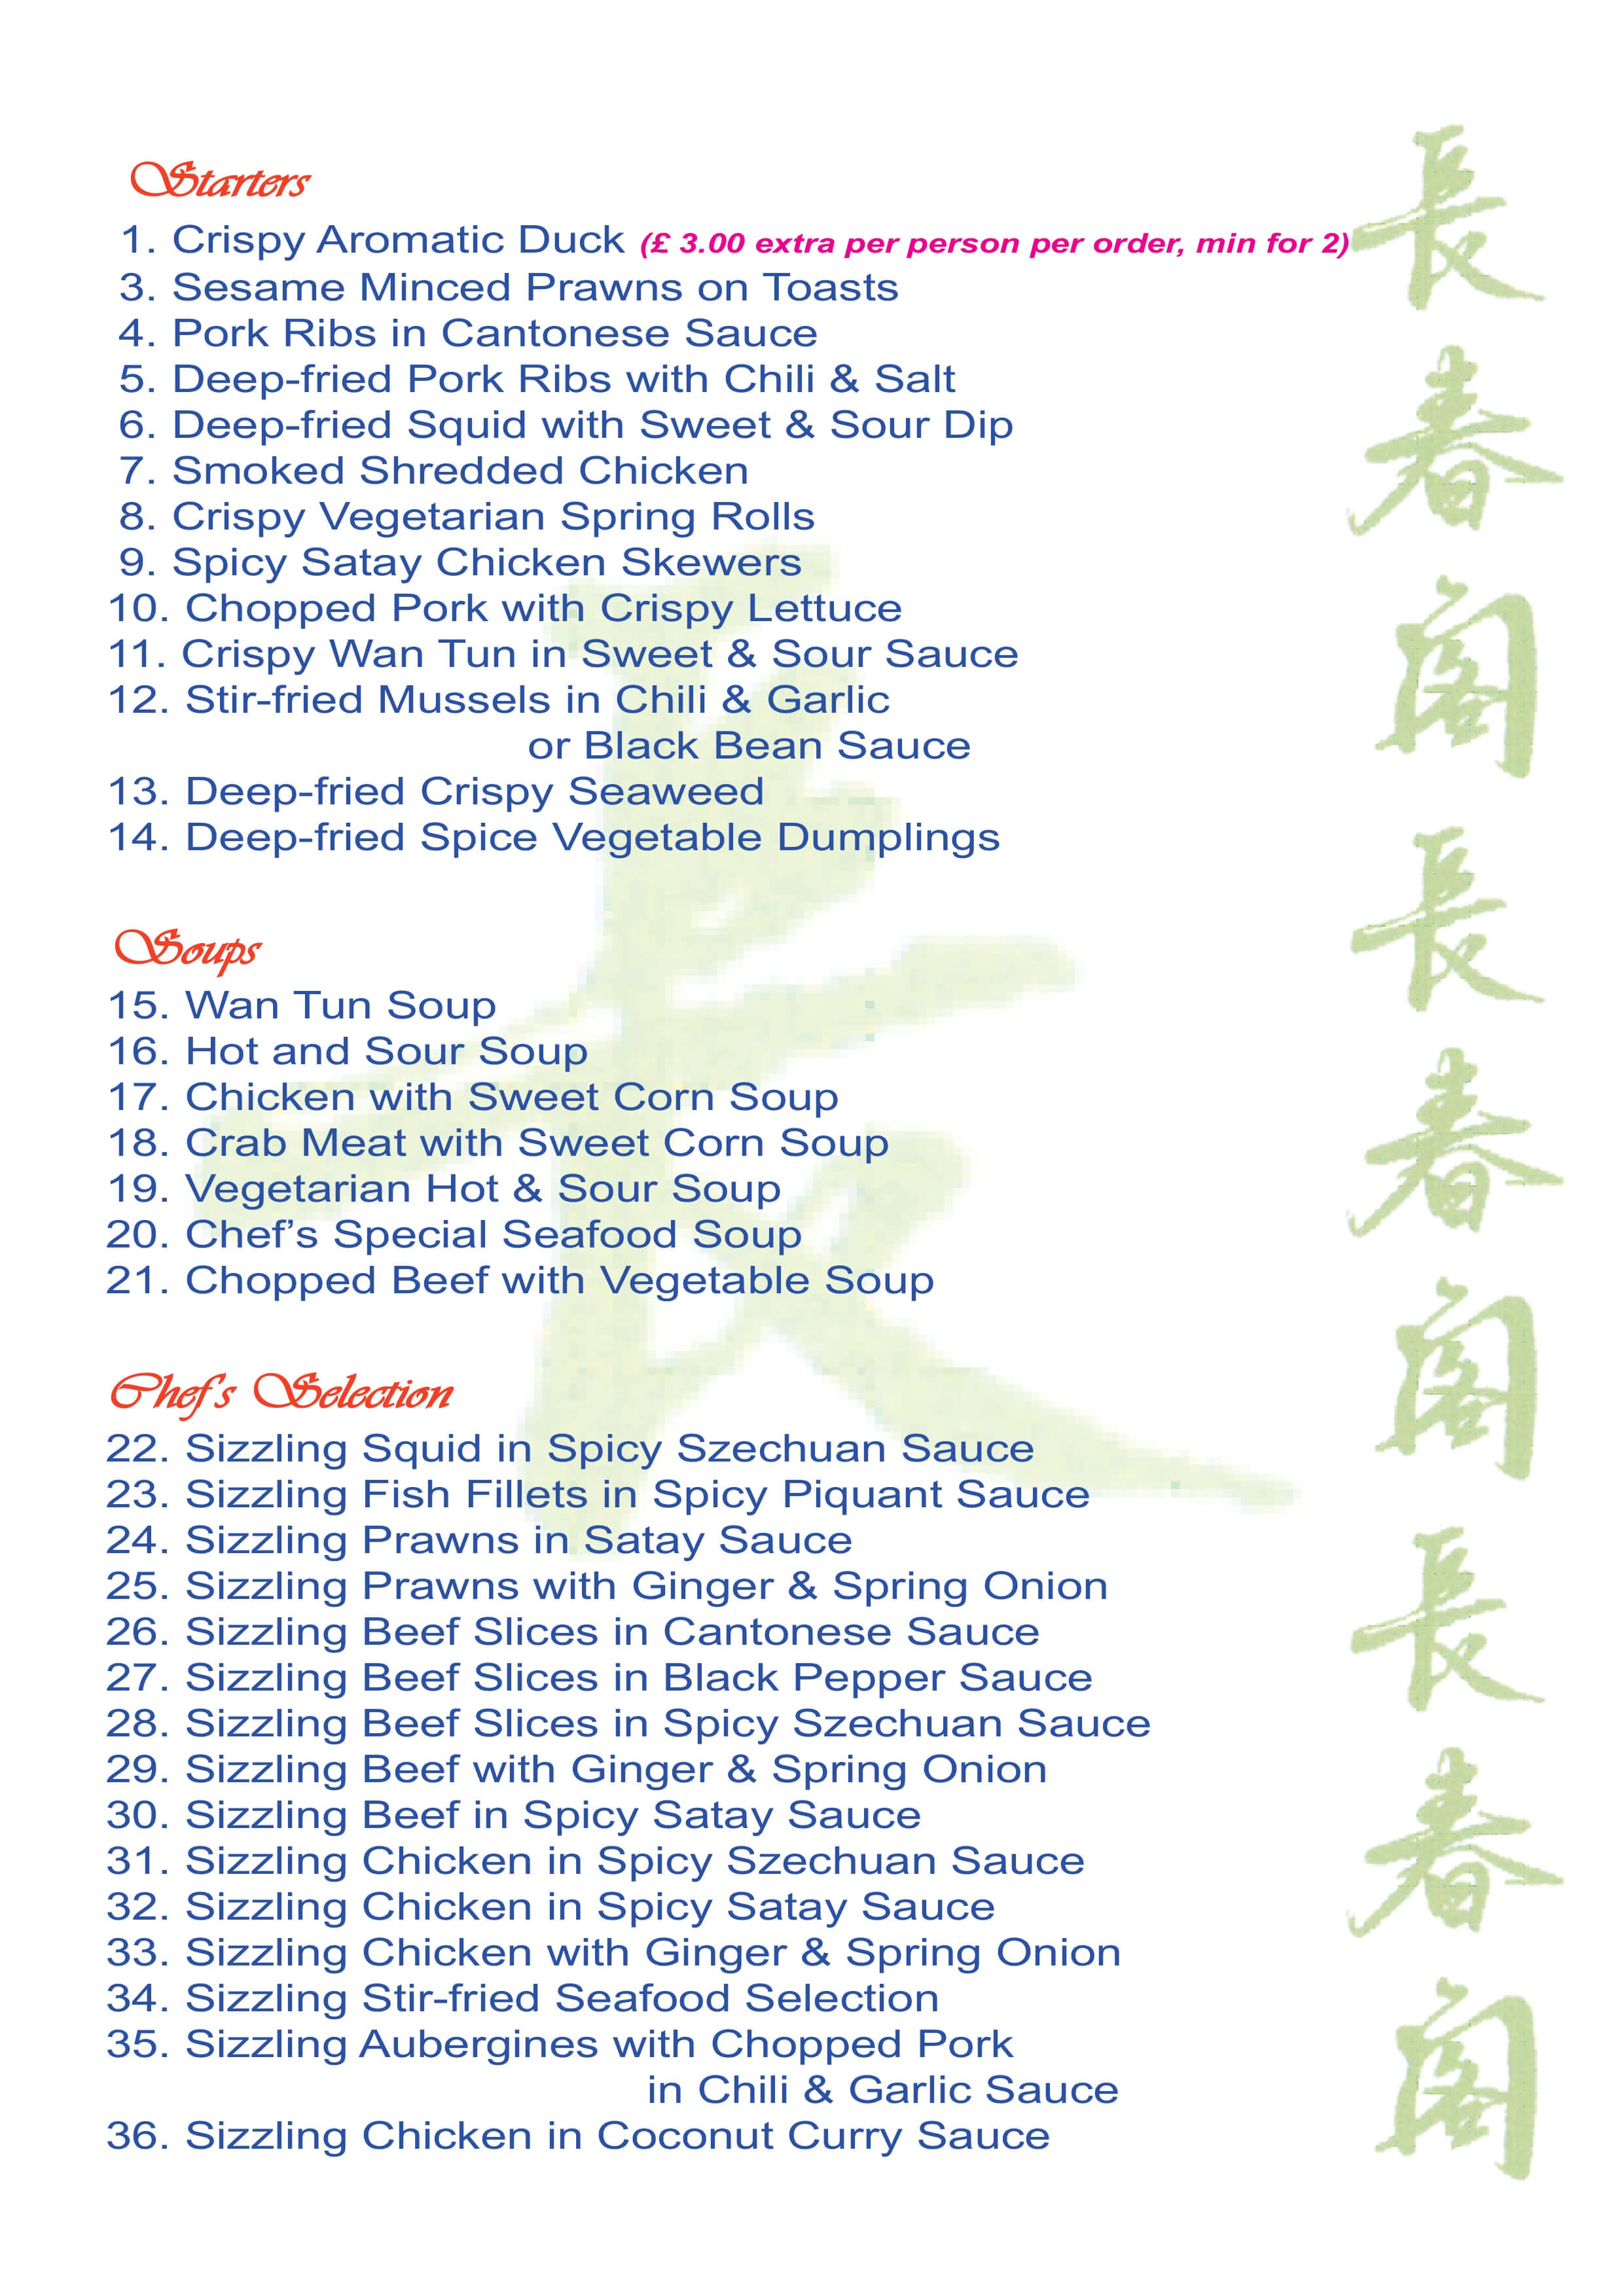 Starters
1. Crispy Aromatic Duck (£ 3.00 extra per person per order, min for 2)
3. Sesame Minced Prawns on Toasts
4. Pork Ribs in Cantonese Sauce
5. Deep-fried Pork Ribs with Chili & Salt
6. Deep-fried Squid with Sweet & Sour Dip
7. Smoked Shredded Chicken
8. Crispy Vegetarian Spring Rolls
9. Spicy Satay Chicken Skewers
10. Chopped Pork with Crispy Lettuce
11. Crispy Wan Tun in Sweet & Sour Sauce
12. Stir-fried Mussels in Chili & Garlic
or Black Bean Sauce
13. Deep-fried Crispy Seaweed
14. Deep-fried Spice Vegetable Dumplings
Soups
15. Wan Tun Soup
16. Hot and Sour Soup
17. Chicken with Sweet Corn Soup
18. Crab Meat with Sweet Corn Soup
19. Vegetarian Hot & Sour Soup
20. Chef’s Special Seafood Soup
21. Chopped Beef with Vegetable Soup
Chef's Selection
22. Sizzling Squid in Spicy Szechuan Sauce
23. Sizzling Fish Fillets in Spicy Piquant Sauce
24. Sizzling Prawns in Satay Sauce
25. Sizzling Prawns with Ginger & Spring Onion
26. Sizzling Beef Slices in Cantonese Sauce
27. Sizzling Beef Slices in Black Pepper Sauce
28. Sizzling Beef Slices in Spicy Szechuan Sauce
29. Sizzling Beef with Ginger & Spring Onion
30. Sizzling Beef in Spicy Satay Sauce
31. Sizzling Chicken in Spicy Szechuan Sauce
32. Sizzling Chicken in Spicy Satay Sauce
33. Sizzling Chicken with Ginger & Spring Onion
34. Sizzling Stir-fried Seafood Selection
35. Sizzling Aubergines with Chopped Pork
in Chili & Garlic Sauce
36. Sizzling Chicken in Coconut Curry Sauce
長春閣長春閣長春閣
長